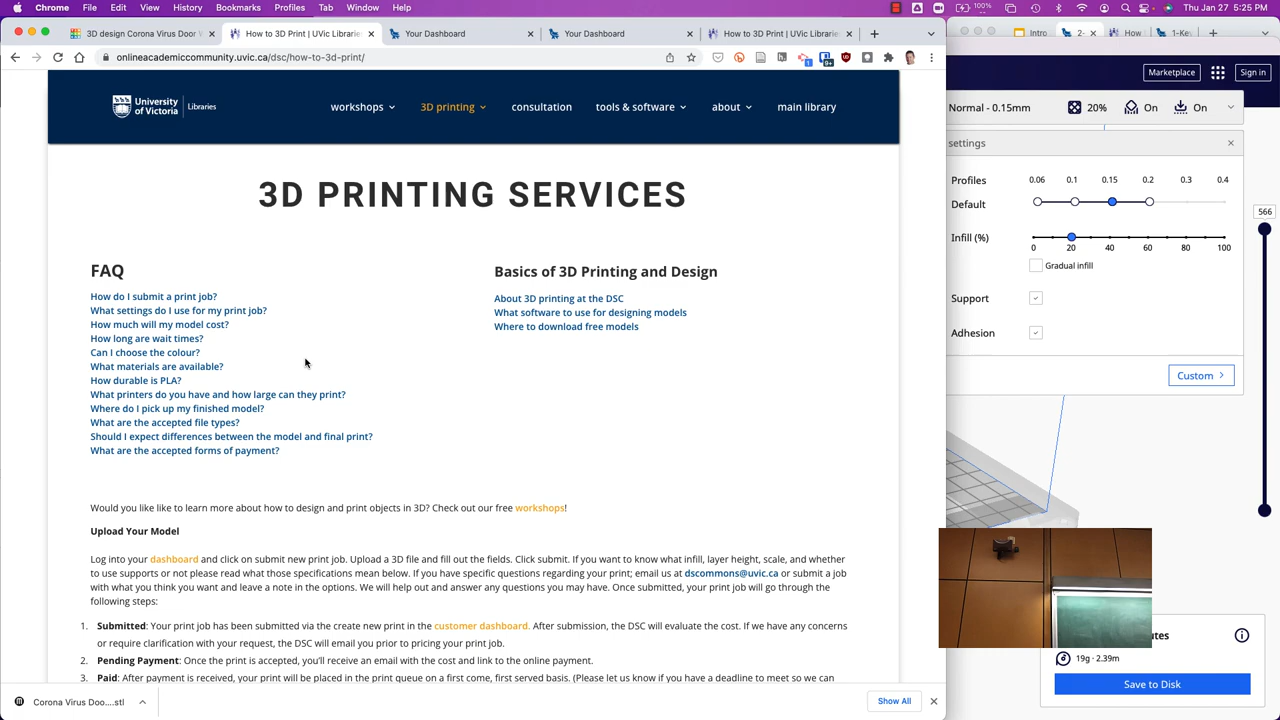 Chrome File Edit View History Bookmarks Profiles Tab Window Help
100% Thu Jan 20 5:25 PM
3D design Corona Virus Door
How to 3D Print | UVic Libraries
Your Dashboard
Your Dashboard
How to 3D Print | UVic Libraries
Intro
2-
How
1-Key
onlineacademiccommunity.uvic.ca/dsc/how-to-3d-print/
Marketplace
Sign in
University of Victoria
Libraries
workshops
3D printing
consultation
tools & software
about
main library
Normal - 0.15mm
20%
On
On
settings
3D PRINTING SERVICES
Profiles
0.06 0.1 0.15 0.2 0.3 0.4
Default
566
Infill (%)
0 20 40 60 80 100
Gradual infill
Support
Adhesion
Custom
FAQ
How do I submit a print job?
What settings do I use for my print job?
How much will my model cost?
How long are wait times?
Can I choose the colour?
What materials are available?
How durable is PLA?
What printers do you have and how large can they print?
Where do I pick up my finished model?
What are the accepted file types?
Should I expect differences between the model and final print?
What are the accepted forms of payment?
Basics of 3D Printing and Design
About 3D printing at the DSC
What software to use for designing models
Where to download free models
Would you like like to learn more about how to design and print objects in 3D? Check out our free workshops!
Upload Your Model
Log into your dashboard and click on submit new print job. Upload a 3D file and fill out the fields. Click submit. If you want to know what infill, layer height, scale, and whether
to use supports or not please read what those specifications mean below. If you have specific questions regarding your print; email us at dscommons@uvic.ca or submit a job
with what you think you want and leave a note in the options. We will help out and answer any questions you may have. Once submitted, your print job will go through the
following steps:
1. Submitted: Your print job has been submitted via the create new print in the customer dashboard. After submission, the DSC will evaluate the cost. If we have any concerns
or require clarification with your request, the DSC will email you prior to pricing your print job.
2. Pending Payment: Once the print is accepted, you'll receive an email with the cost and link to the online payment.
3. Paid: After payment is received, your print will be placed in the print queue on a first come, first served basis. (Please let us know if you have a deadline to meet so we can
utes
19g · 2.39m
Save to Disk
Corona Virus Doo....stl
Show All